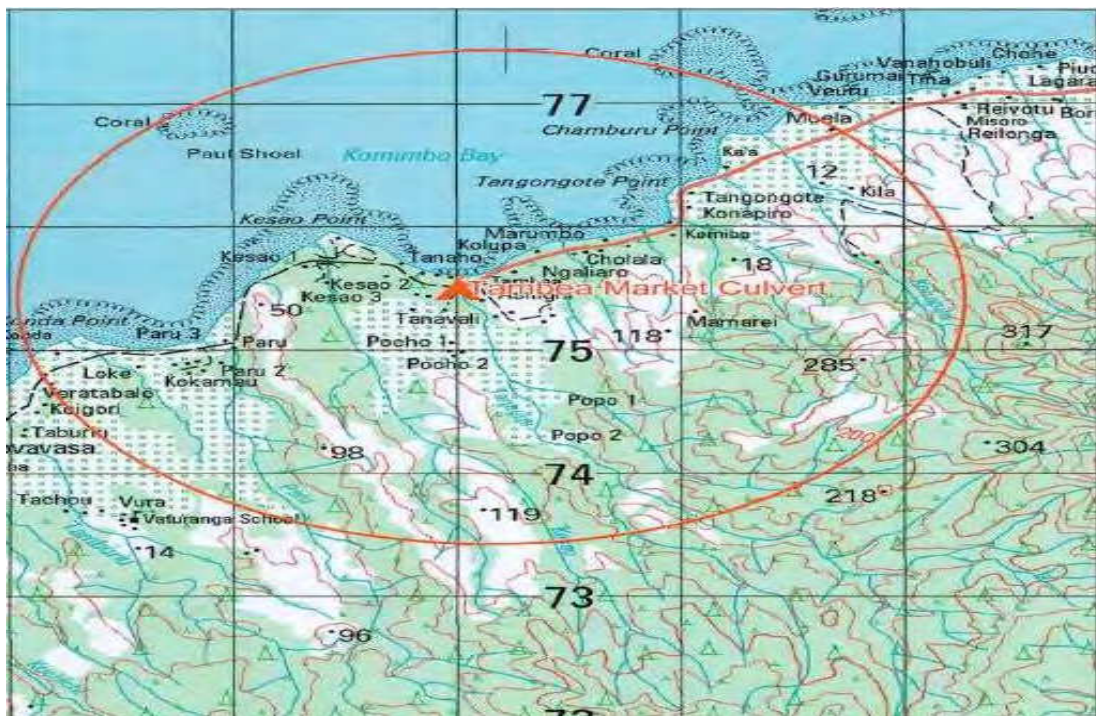 Coral
Chohe
Vanahobuli
Gurumai
Tina
Lagara
Veuru
77
Reivotu
Coral
Chamburu Point
Moela
Misoro
Reilonga
Paul Shoal
Komimbo Bay
Ka'a
12
Tangongote Point
Kila
Tangongote
Kesao Point
Konapiro
Marumbo
Komibo
Kolupa
Kesao 1
Tanaho
Cholala
18
Ngaliaro
Kesao 2
Tambea Market Culvert
Kesao 3
50
Tanavali
Mamarei
Paru 3
118
317
Paru
Pocho 1
75
285
Pocho 2
Loke
Paru 2
Kokamau
Veratabalo
Popo 1
Koigori
200
Taburu
Popo 2
304
98
74
218
Tachou
Vura
119
Vaturanga School
14
73
96